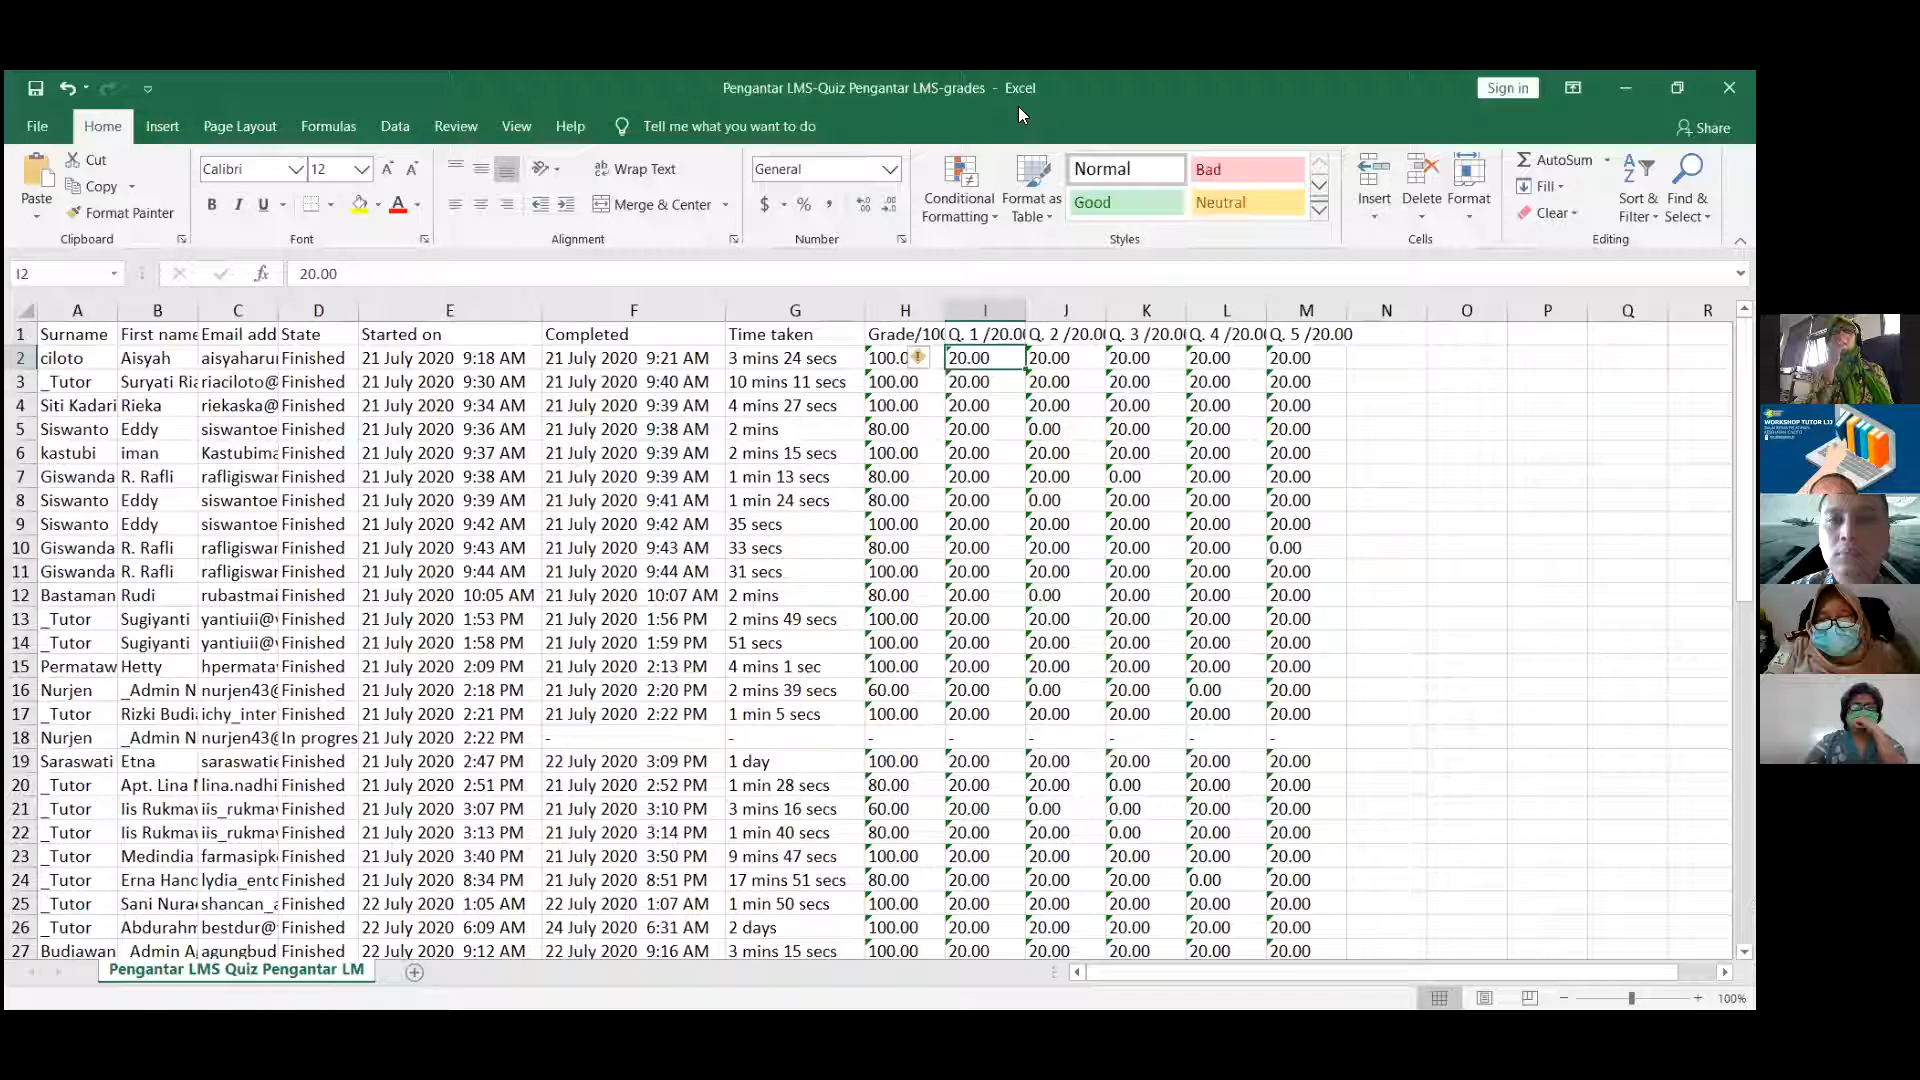 Pengantar LMS-Quiz Pengantar LMS-grades - Excel
Sign in
File Home Insert Page Layout Formulas Data Review View Help Tell me what you want to do
Share
Paste Cut Copy Format Painter
Calibri 12
B I U
Wrap Text
Merge & Center
General
$ % ,
Conditional Formatting
Format as Table
Normal Bad
Good Neutral
Insert Delete Format
AutoSum
Fill
Clear
Sort & Filter
Find & Select
Clipboard Font Alignment Number Styles Cells Editing
I2 fx 20.00
A B C D E F G H I J K L M N O P Q R
1 Surname First name Email add State Started on Completed Time taken Grade/100 Q. 1 /20.00 Q. 2 /20.00 Q. 3 /20.00 Q. 4 /20.00 Q. 5 /20.00
2 ciloto Aisyah aisyaharu Finished 21 July 2020 9:18 AM 21 July 2020 9:21 AM 3 mins 24 secs 100.0 20.00 20.00 20.00 20.00 20.00
3 _Tutor Suryati Ria riaciloto@ Finished 21 July 2020 9:30 AM 21 July 2020 9:40 AM 10 mins 11 secs 100.00 20.00 20.00 20.00 20.00 20.00
4 Siti Kadari Rieka riekaska@ Finished 21 July 2020 9:34 AM 21 July 2020 9:39 AM 4 mins 27 secs 100.00 20.00 20.00 20.00 20.00 20.00
5 Siswanto Eddy siswantoe Finished 21 July 2020 9:36 AM 21 July 2020 9:38 AM 2 mins 80.00 20.00 0.00 20.00 20.00 20.00
6 kastubi iman Kastubima Finished 21 July 2020 9:37 AM 21 July 2020 9:39 AM 2 mins 15 secs 100.00 20.00 20.00 20.00 20.00 20.00
7 Giswanda R. Rafli rafligiswar Finished 21 July 2020 9:38 AM 21 July 2020 9:39 AM 1 min 13 secs 80.00 20.00 20.00 0.00 20.00 20.00
8 Siswanto Eddy siswantoe Finished 21 July 2020 9:39 AM 21 July 2020 9:41 AM 1 min 24 secs 80.00 20.00 0.00 20.00 20.00 20.00
9 Siswanto Eddy siswantoe Finished 21 July 2020 9:42 AM 21 July 2020 9:42 AM 35 secs 100.00 20.00 20.00 20.00 20.00 20.00
10 Giswanda R. Rafli rafligiswar Finished 21 July 2020 9:43 AM 21 July 2020 9:43 AM 33 secs 80.00 20.00 20.00 20.00 20.00 0.00
11 Giswanda R. Rafli rafligiswar Finished 21 July 2020 9:44 AM 21 July 2020 9:44 AM 31 secs 100.00 20.00 20.00 20.00 20.00 20.00
12 Bastaman Rudi rubastmai Finished 21 July 2020 10:05 AM 21 July 2020 10:07 AM 2 mins 80.00 20.00 0.00 20.00 20.00 20.00
13 _Tutor Sugiyanti yantiuii@ Finished 21 July 2020 1:53 PM 21 July 2020 1:56 PM 2 mins 49 secs 100.00 20.00 20.00 20.00 20.00 20.00
14 _Tutor Sugiyanti yantiuii@ Finished 21 July 2020 1:58 PM 21 July 2020 1:59 PM 51 secs 100.00 20.00 20.00 20.00 20.00 20.00
15 Permataw Hetty hpermata Finished 21 July 2020 2:09 PM 21 July 2020 2:13 PM 4 mins 1 sec 100.00 20.00 20.00 20.00 20.00 20.00
16 Nurjen _Admin N nurjen43@ Finished 21 July 2020 2:18 PM 21 July 2020 2:20 PM 2 mins 39 secs 60.00 20.00 0.00 20.00 0.00 20.00
17 _Tutor Rizki Budi ichy_inter Finished 21 July 2020 2:21 PM 21 July 2020 2:22 PM 1 min 5 secs 100.00 20.00 20.00 20.00 20.00 20.00
18 Nurjen _Admin N nurjen43@ In progres 21 July 2020 2:22 PM - - - - - - - -
19 Saraswati Etna saraswatie Finished 21 July 2020 2:47 PM 22 July 2020 3:09 PM 1 day 100.00 20.00 20.00 20.00 20.00 20.00
20 _Tutor Apt. Lina lina.nadhi Finished 21 July 2020 2:51 PM 21 July 2020 2:52 PM 1 min 28 secs 80.00 20.00 20.00 0.00 20.00 20.00
21 _Tutor Iis Rukmaw iis_rukma Finished 21 July 2020 3:07 PM 21 July 2020 3:10 PM 3 mins 16 secs 60.00 20.00 0.00 0.00 20.00 20.00
22 _Tutor Iis Rukmaw iis_rukma Finished 21 July 2020 3:13 PM 21 July 2020 3:14 PM 1 min 40 secs 80.00 20.00 20.00 0.00 20.00 20.00
23 _Tutor Medindia farmasipk Finished 21 July 2020 3:40 PM 21 July 2020 3:50 PM 9 mins 47 secs 100.00 20.00 20.00 20.00 20.00 20.00
24 _Tutor Erna Hand lydia_ento Finished 21 July 2020 8:34 PM 21 July 2020 8:51 PM 17 mins 51 secs 80.00 20.00 20.00 20.00 0.00 20.00
25 _Tutor Sani Nura shancan_ Finished 22 July 2020 1:05 AM 22 July 2020 1:07 AM 1 min 50 secs 100.00 20.00 20.00 20.00 20.00 20.00
26 _Tutor Abdurahm bestdur@ Finished 22 July 2020 6:09 AM 24 July 2020 6:31 AM 2 days 100.00 20.00 20.00 20.00 20.00 20.00
27 Budiawan _Admin A agungbud Finished 22 July 2020 9:12 AM 22 July 2020 9:16 AM 3 mins 15 secs 100.00 20.00 20.00 20.00 20.00 20.00
Pengantar LMS Quiz Pengantar LM
100%
WORKSHOP TUTOR LJJ